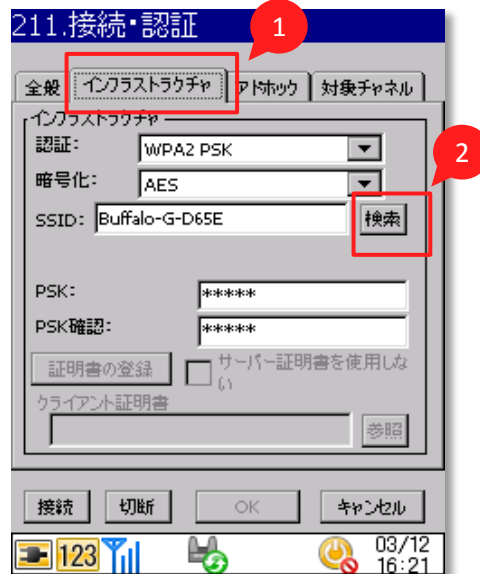 211.接続・認証
1
全般 インフラストラクチャ アドホック 対象チャネル
インフラストラクチャ
認証: WPA2 PSK
2
暗号化: AES
SSID: Buffalo-G-D65E 検索
PSK: *****
PSK確認: *****
証明書の登録 サーバー証明書を使用しな
い
クライアント証明書
参照
接続 切断 OK キャンセル
123 03/12
16:21